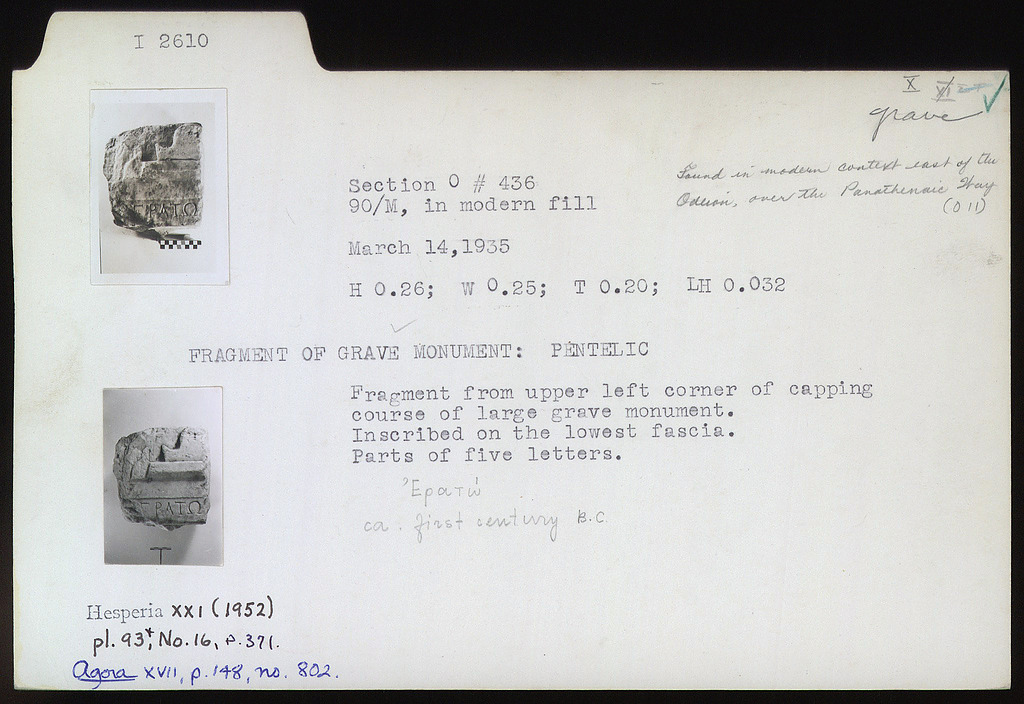 I 2610
X XI
grave
Found in modern context east of the
Odeion, over the Panathenaic Way
(O 11)
Section O # 436
90/M, in modern fill
March 14,1935
H 0.26; W 0.25; T 0.20; LH 0.032
FRAGMENT OF GRAVE MONUMENT: PENTELIC
Fragment from upper left corner of capping
course of large grave monument.
Inscribed on the lowest fascia.
Parts of five letters.
Ἐρατώ
ca. first century B.C.
ΕΡΑΤΩ
ΕΡΑΤΩ
Hesperia XXI (1952)
pl. 93, No. 16, p. 371.
Agora XVII, p. 148, no. 802.